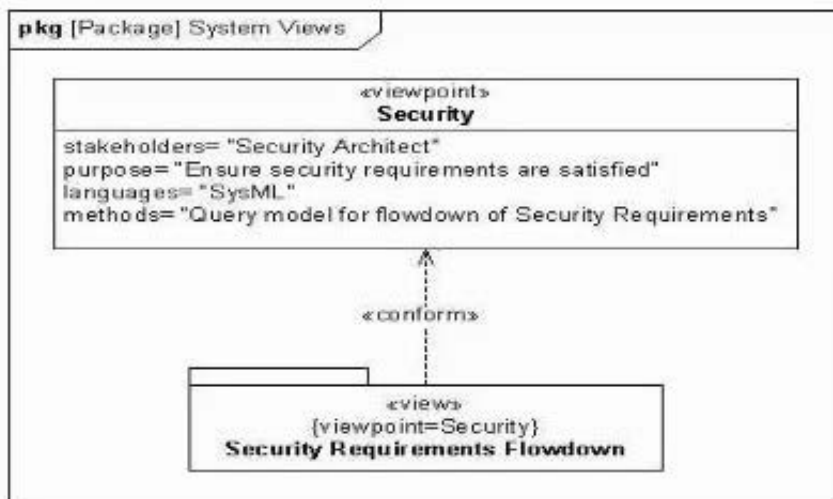 pkg [Package] System Views
«viewpoint»
Security
stakeholders= "Security Architect"
purpose= "Ensure security requirements are satisfied"
languages= "SysML"
methods= "Query model for flowdown of Security Requirements"
«conform»
«view»
{viewpoint=Security}
Security Requirements Flowdown